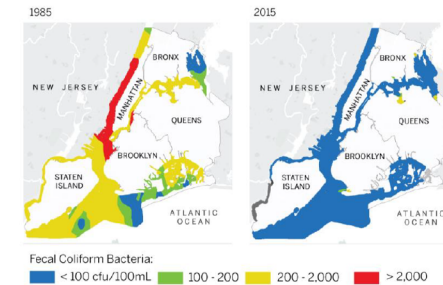 1985
BRONX
NEW JERSEY
MANHATTAN
QUEENS
BROOKLYN
STATEN
ISLAND
ATLANTIC
OCEAN
2015
BRONX
NEW JERSEY
MANHATTAN
QUEENS
BROOKLYN
STATEN
ISLAND
ATLANTIC
OCEAN
Fecal Coliform Bacteria:
< 100 cfu/100mL 100 - 200 200 - 2,000 > 2,000